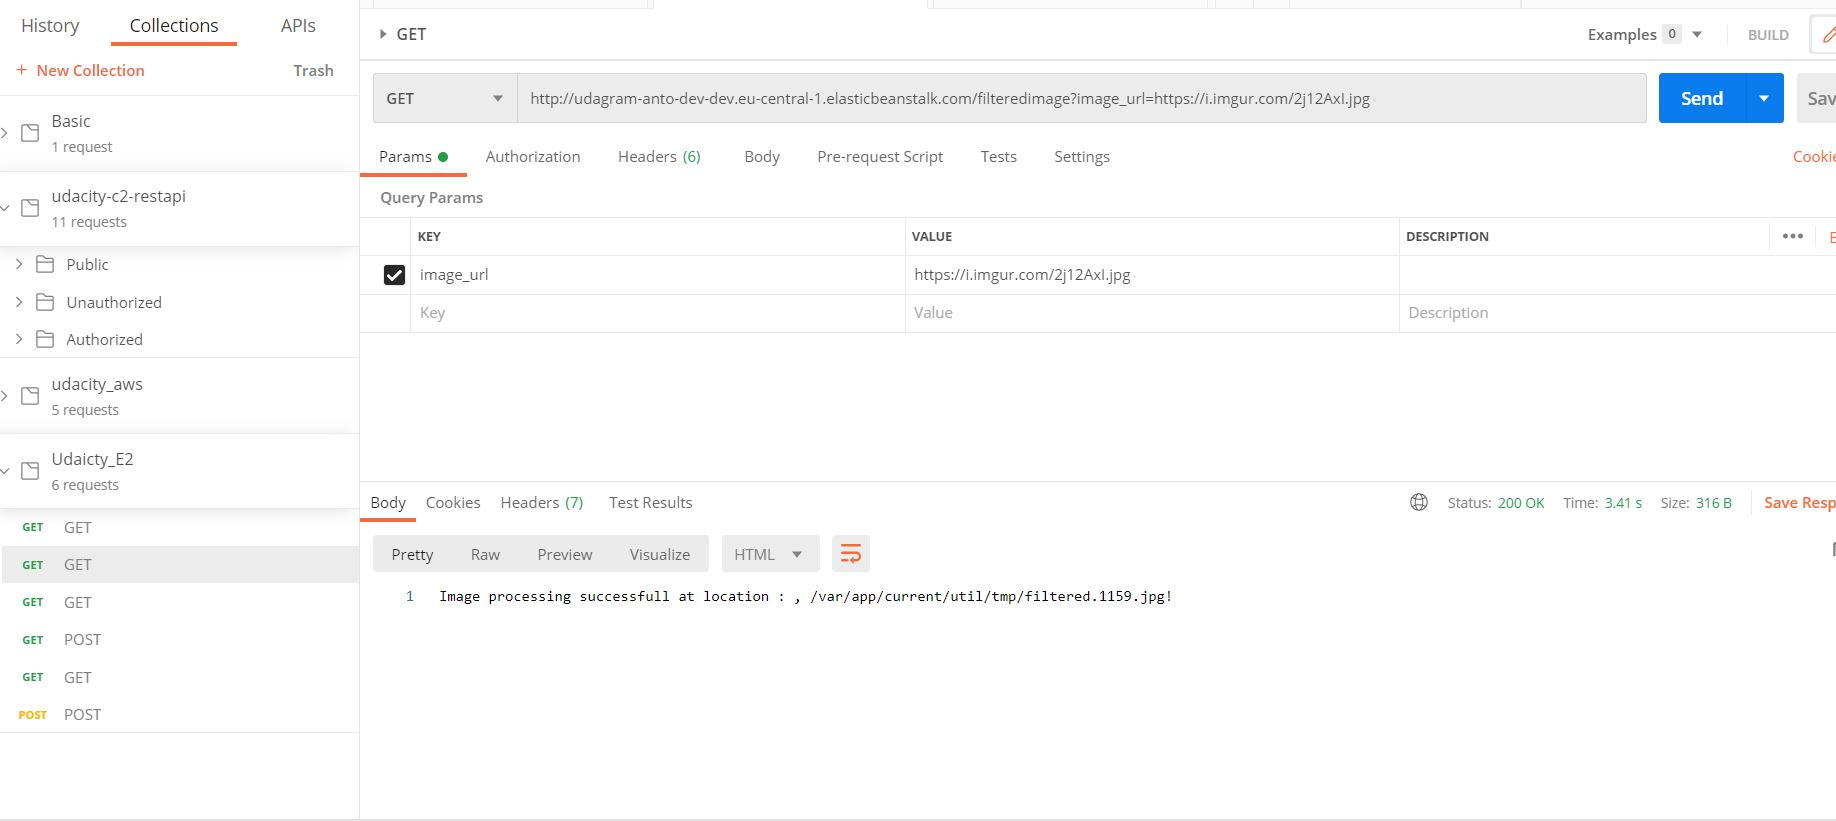 History Collections APIs
+ New Collection Trash
Basic
1 request
udacity-c2-restapi
11 requests
Public
Unauthorized
Authorized
udacity_aws
5 requests
Udaicty_E2
6 requests
GET GET
GET GET
GET GET
GET POST
GET GET
POST POST
GET
Examples 0 BUILD
GET http://udagram-anto-dev-dev.eu-central-1.elasticbeanstalk.com/filteredimage?image_url=https://i.imgur.com/2j12AxI.jpg Send Sav
Params Authorization Headers (6) Body Pre-request Script Tests Settings Cookie
Query Params
KEY VALUE DESCRIPTION
image_url https://i.imgur.com/2j12AxI.jpg
Key Value Description
Body Cookies Headers (7) Test Results Status: 200 OK Time: 3.41 s Size: 316 B Save Resp
Pretty Raw Preview Visualize HTML
1 Image processing successfull at location : , /var/app/current/util/tmp/filtered.1159.jpg!